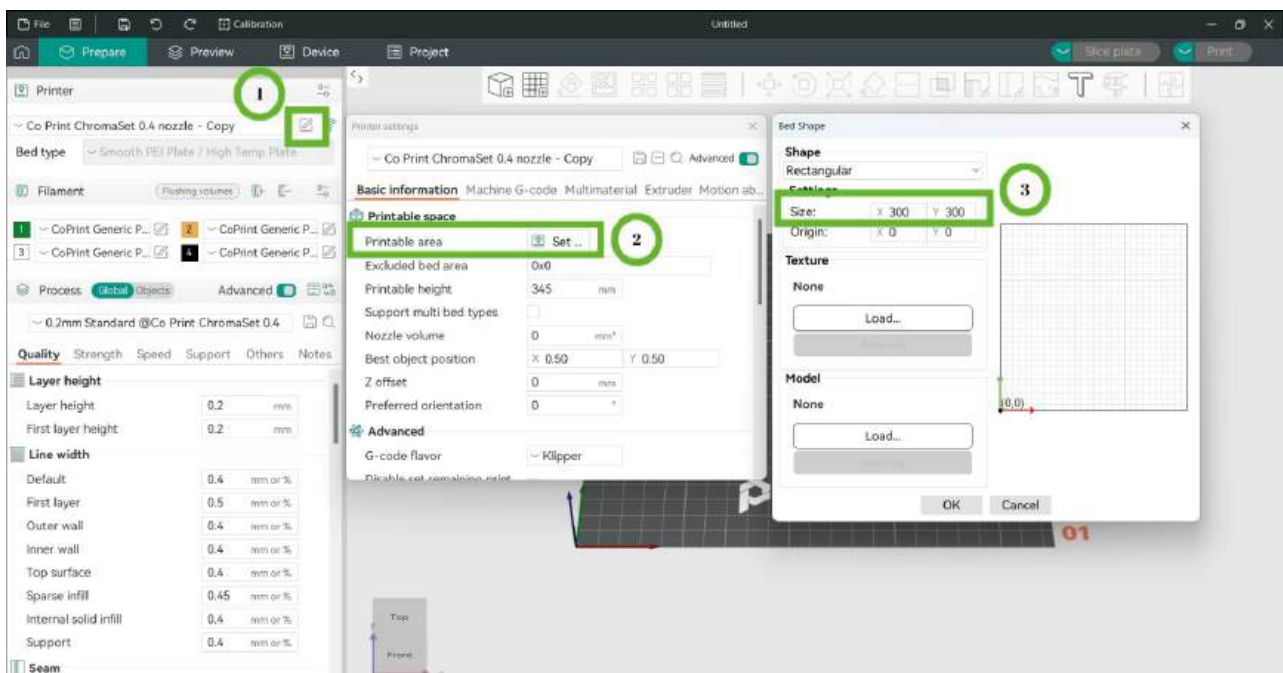 File Calibration Untitled
Prepare Preview Device Project Slice plate Print
Printer
1
Co Print ChromaSet 0.4 nozzle - Copy
Bed type Smooth PEI Plate / High Temp Plate
Filament Flushing volumes
1 CoPrint Generic P... 2 CoPrint Generic P...
3 CoPrint Generic P... 4 CoPrint Generic P...
Process Global Objects Advanced
0.2mm Standard @Co Print ChromaSet 0.4
Quality Strength Speed Support Others Notes
Layer height
Layer height 0.2 mm
First layer height 0.2 mm
Line width
Default 0.4 mm or %
First layer 0.5 mm or %
Outer wall 0.4 mm or %
Inner wall 0.4 mm or %
Top surface 0.4 mm or %
Sparse infill 0.45 mm or %
Internal solid infill 0.4 mm or %
Support 0.4 mm or %
Seam
Printer settings
Co Print ChromaSet 0.4 nozzle - Copy Advanced
Basic information Machine G-code Multimaterial Extruder Motion ab...
Printable space
Printable area Set ...
2
Excluded bed area 0x0
Printable height 345 mm
Support multi bed types
Nozzle volume 0 mm³
Best object position X 0.50 Y 0.50
Z offset 0 mm
Preferred orientation 0 °
Advanced
G-code flavor Klipper
Disable set remaining print
Bed Shape
Shape
Rectangular
Settings
3
Size: X 300 Y 300
Origin: X 0 Y 0
Texture
None
Load...
Remove
Model
None
Load...
Remove
(0,0)
OK Cancel
01
Top
Front